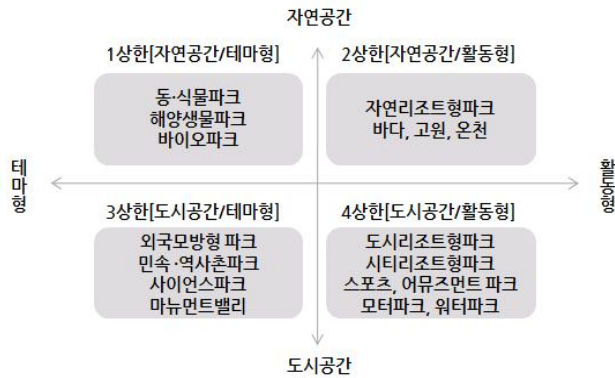 자연공간
1상한[자연공간/테마형]
2상한[자연공간/활동형]
동·식물파크
해양생물파크
바이오파크
자연리조트형파크
바다, 고원, 온천
테마형
활동형
3상한[도시공간/테마형]
4상한[도시공간/활동형]
외국모방형 파크
민속·역사촌파크
사이언스파크
마뉴먼트밸리
도시리조트형파크
시티리조트형파크
스포츠, 어뮤즈먼트 파크
모터파크, 워터파크
도시공간